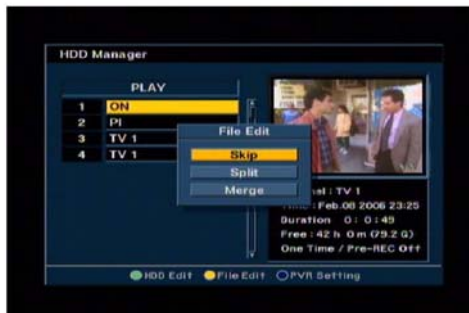 HDD Manager
PLAY
1 ON
2 PI
3 TV 1
4 TV 1
File Edit
Skip
Split
Merge
nel : TV 1
: Feb.08 2006 23:25
Duration 0: 0:49
Free : 42 h 0 m (79.2 G)
One Time / Pre-REC Off
HDD Edit File Edit PVR Setting